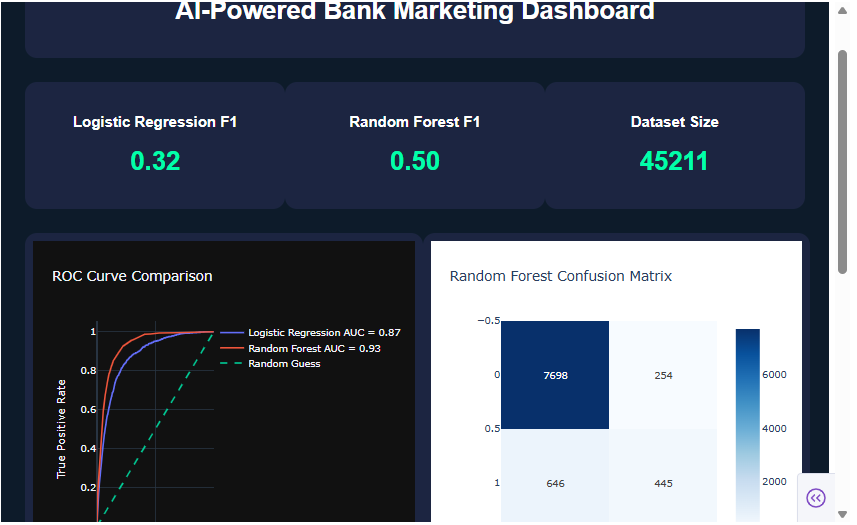 AI-Powered Bank Marketing Dashboard
Logistic Regression F1
0.32
Random Forest F1
0.50
Dataset Size
45211
ROC Curve Comparison
1
0.8
0.6
0.4
0.2
True Positive Rate
Logistic Regression AUC = 0.87
Random Forest AUC = 0.93
Random Guess
Random Forest Confusion Matrix
−0.5
0
0.5
1
7698
254
646
445
6000
4000
2000